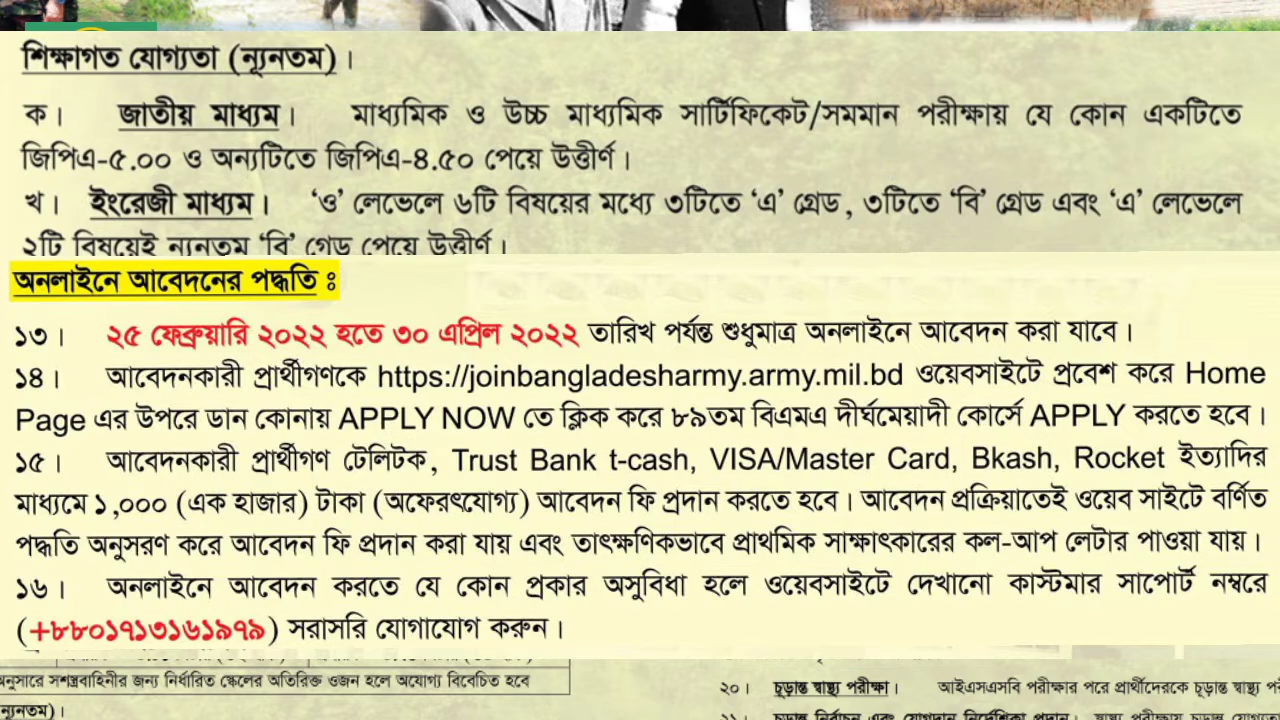 শিক্ষাগত যোগ্যতা (ন্যূনতম)।
ক। জাতীয় মাধ্যম। মাধ্যমিক ও উচ্চ মাধ্যমিক সার্টিফিকেট/সমমান পরীক্ষায় যে কোন একটিতে
জিপিএ-৫.০০ ও অন্যটিতে জিপিএ-৪.৫০ পেয়ে উত্তীর্ণ।
খ। ইংরেজী মাধ্যম। ‘ও’ লেভেলে ৬টি বিষয়ের মধ্যে ৩টিতে ‘এ’ গ্রেড, ৩টিতে ‘বি’ গ্রেড এবং ‘এ’ লেভেলে
২টি বিষয়েই ন্যূনতম ‘বি’ গ্রেড পেয়ে উত্তীর্ণ।
অনলাইনে আবেদনের পদ্ধতি ঃ
১৩। ২৫ ফেব্রুয়ারি ২০২২ হতে ৩০ এপ্রিল ২০২২ তারিখ পর্যন্ত শুধুমাত্র অনলাইনে আবেদন করা যাবে।
১৪। আবেদনকারী প্রার্থীগণকে https://joinbangladesharmy.army.mil.bd ওয়েবসাইটে প্রবেশ করে Home
Page এর উপরে ডান কোনায় APPLY NOW তে ক্লিক করে ৮৯তম বিএমএ দীর্ঘমেয়াদী কোর্সে APPLY করতে হবে।
১৫। আবেদনকারী প্রার্থীগণ টেলিটক, Trust Bank t-cash, VISA/Master Card, Bkash, Rocket ইত্যাদির
মাধ্যমে ১,০০০ (এক হাজার) টাকা (অফেরৎযোগ্য) আবেদন ফি প্রদান করতে হবে। আবেদন প্রক্রিয়াতেই ওয়েব সাইটে বর্ণিত
পদ্ধতি অনুসরণ করে আবেদন ফি প্রদান করা যায় এবং তাৎক্ষণিকভাবে প্রাথমিক সাক্ষাৎকারের কল-আপ লেটার পাওয়া যায়।
১৬। অনলাইনে আবেদন করতে যে কোন প্রকার অসুবিধা হলে ওয়েবসাইটে দেখানো কাস্টমার সাপোর্ট নম্বরে
(+৮৮০১৭১৩১৬১৯৭৯) সরাসরি যোগাযোগ করুন।
অনুসারে সশস্ত্রবাহিনীর জন্য নির্ধারিত স্কেলের অতিরিক্ত ওজন হলে অযোগ্য বিবেচিত হবে
২০। চূড়ান্ত স্বাস্থ্য পরীক্ষা। আইএসএসবি পরীক্ষার পরে প্রার্থীদেরকে চূড়ান্ত স্বাস্থ্য